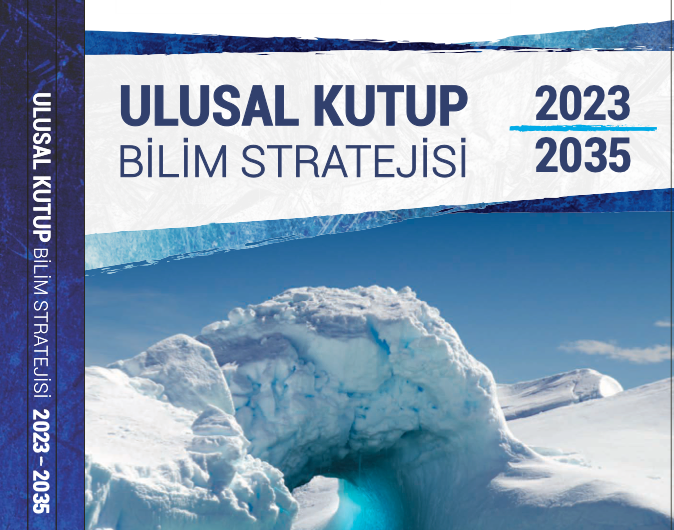 ULUSAL KUTUP
BİLİM STRATEJİSİ
2023
2035
ULUSAL KUTUP BİLİM STRATEJİSİ 2023 - 2035